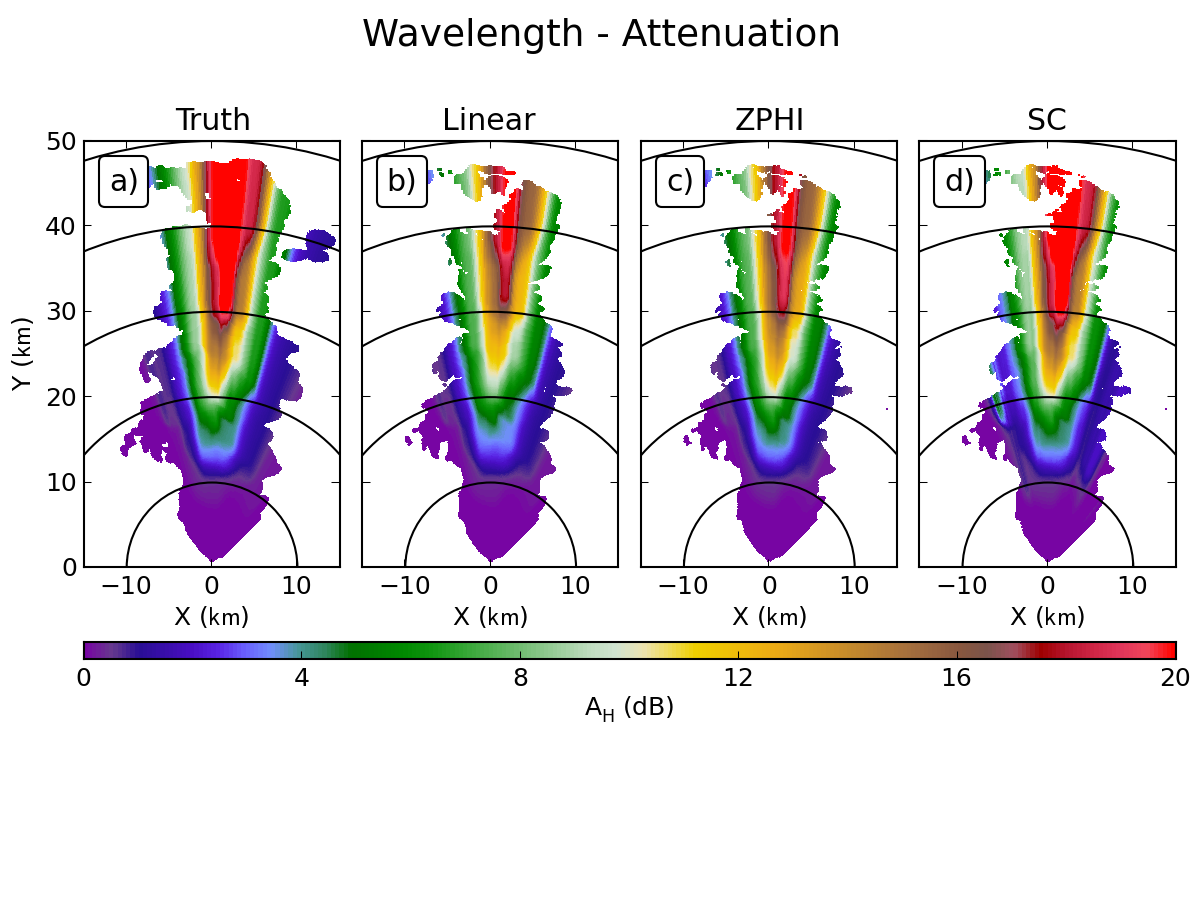 Wavelength - Attenuation
Truth Linear ZPHI SC
a) b) c) d)
50
40
30
20
10
0
Y (km)
−10 0 10 −10 0 10 −10 0 10 −10 0 10
X (km) X (km) X (km) X (km)
0 4 8 12 16 20
A_H (dB)